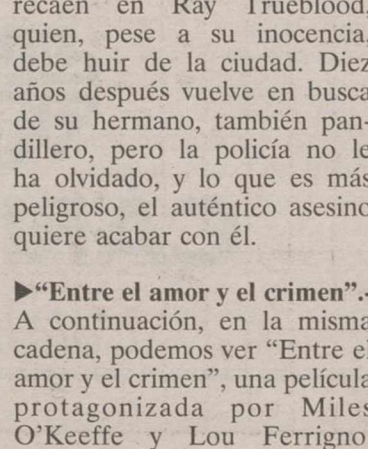 recaen en Ray Trueblood,
quien, pese a su inocencia,
debe huir de la ciudad. Diez
años después vuelve en busca
de su hermano, también pan-
dillero, pero la policía no le
ha olvidado, y lo que es más
peligroso, el auténtico asesino
quiere acabar con él.
▶“Entre el amor y el crimen”.-
A continuación, en la misma
cadena, podemos ver “Entre el
amor y el crimen”, una película
protagonizada por Miles
O'Keeffe y Lou Ferrigno